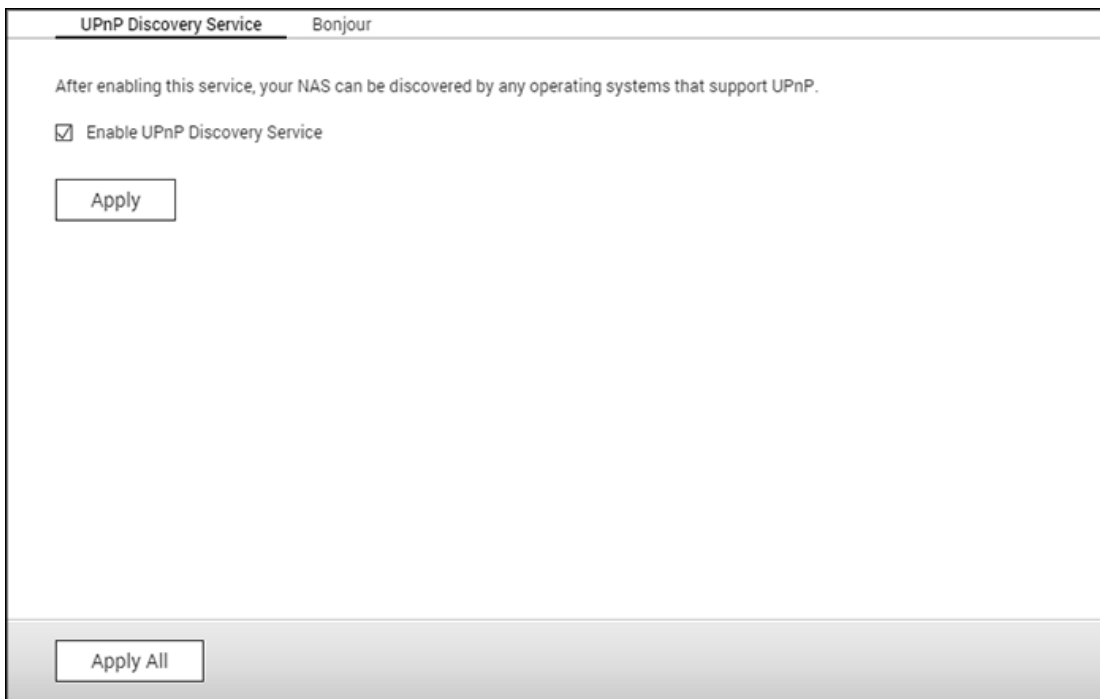 UPnP Discovery Service Bonjour
After enabling this service, your NAS can be discovered by any operating systems that support UPnP.
Enable UPnP Discovery Service
Apply
Apply All